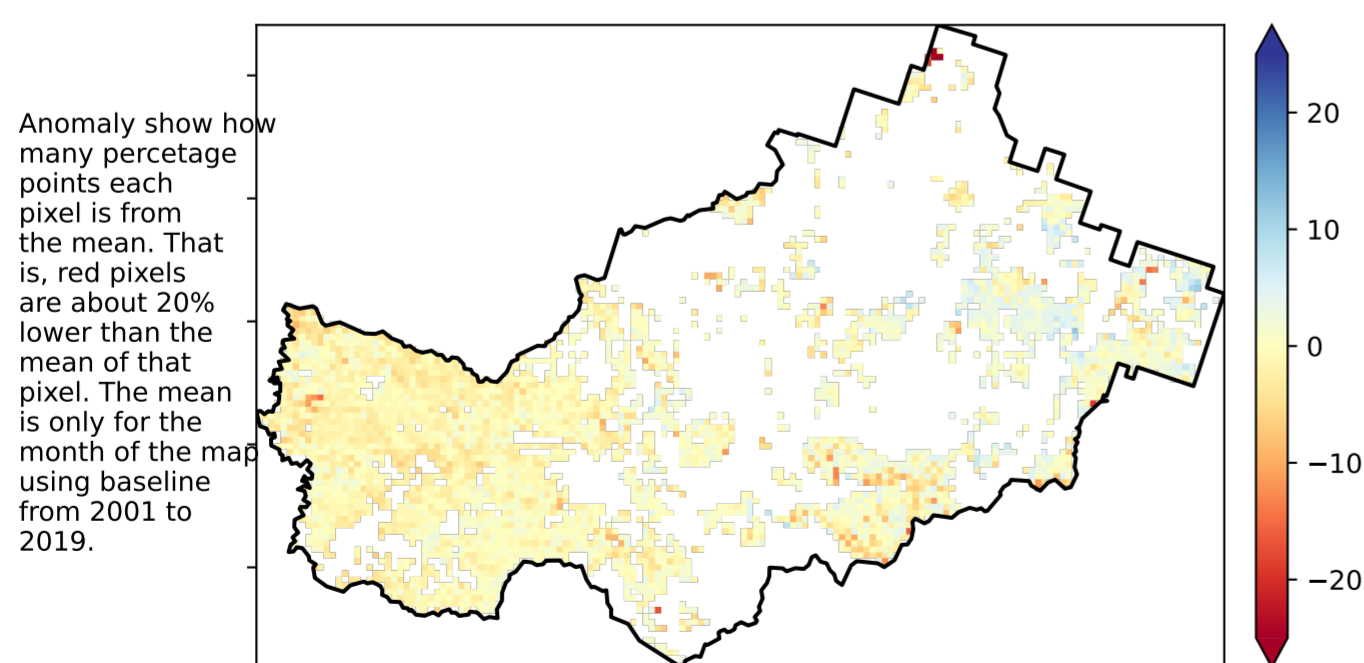 Anomaly show how
many percetage
points each
pixel is from
the mean. That
is, red pixels
are about 20%
lower than the
mean of that
pixel. The mean
is only for the
month of the map
using baseline
from 2001 to
2019.
20
10
0
−10
−20